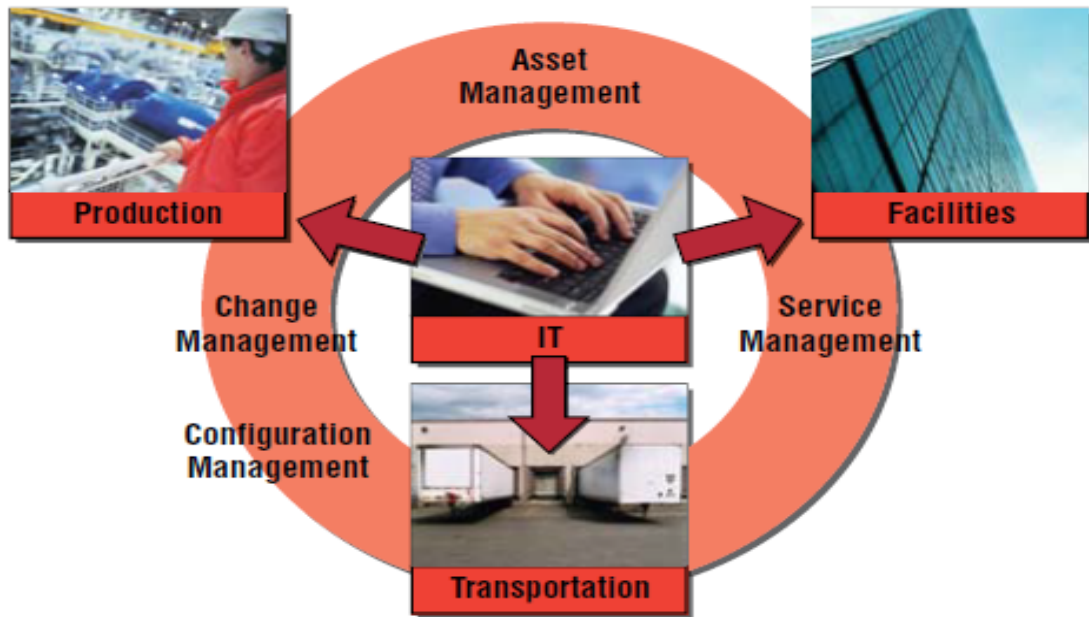 Asset
Management
Production
Facilities
Change
Management
IT
Service
Management
Configuration
Management
Transportation